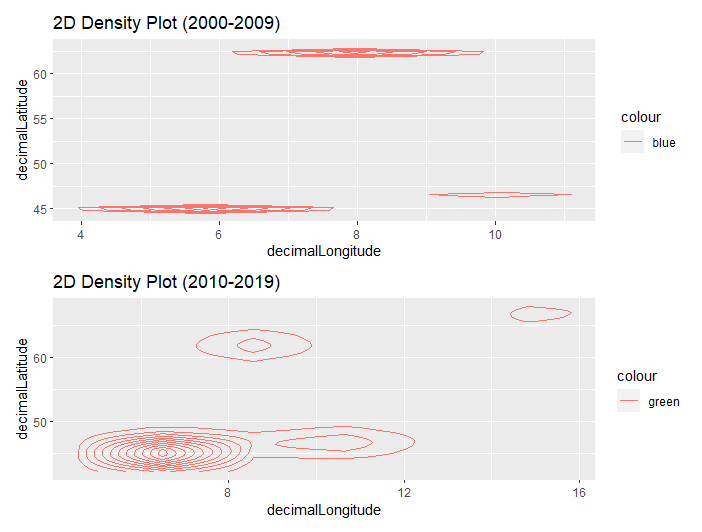 2D Density Plot (2000-2009)
60
55
50
45
decimalLatitude
4 6 8 10
decimalLongitude
colour
blue
2D Density Plot (2010-2019)
60
50
decimalLatitude
8 12 16
decimalLongitude
colour
green